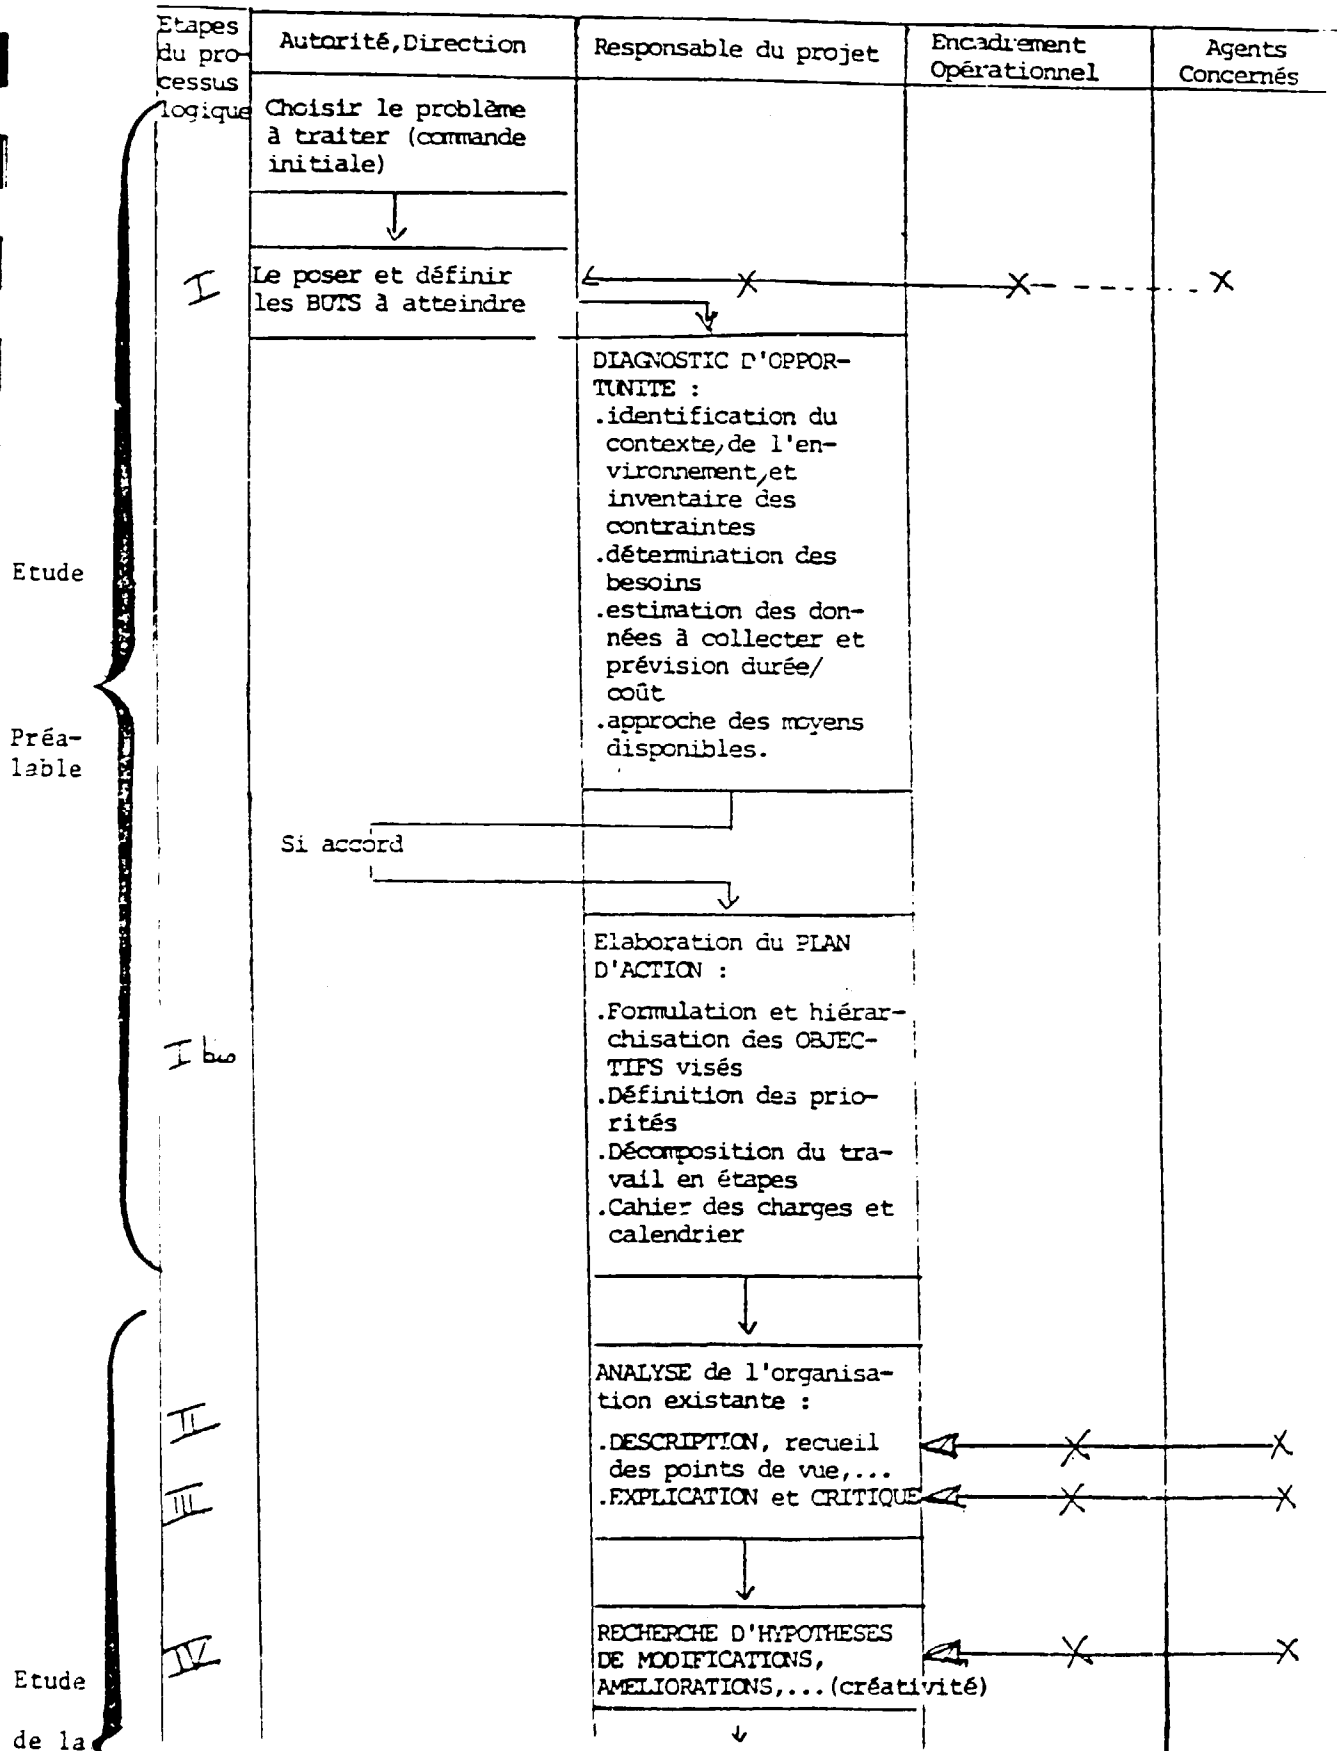 Etapes
du pro-
cessus
logique
Autorité,Direction
Responsable du projet
Encadrement
Opérationnel
Agents
Concernés
Choisir le problème
à traiter (commande
initiale)
I
Le poser et définir
les BUTS à atteindre
DIAGNOSTIC D'OPPOR-
TUNITE :
.identification du
contexte,de l'en-
vironnement,et
inventaire des
contraintes
.détermination des
besoins
.estimation des don-
nées à collecter et
prévision durée/
coût
.approche des moyens
disponibles.
Etude
Préa-
lable
Si accord
Elaboration du PLAN
D'ACTION :
.Formulation et hiérar-
chisation des OBJEC-
TIFS visés
.Définition des prio-
rités
.Décomposition du tra-
vail en étapes
.Cahier des charges et
calendrier
I bis
ANALYSE de l'organisa-
tion existante :
II
.DESCRIPTION, recueil
des points de vue,...
III
.EXPLICATION et CRITIQUE
IV
RECHERCHE D'HYPOTHESES
DE MODIFICATIONS,
AMELIORATIONS,...(créativité)
Etude
de la